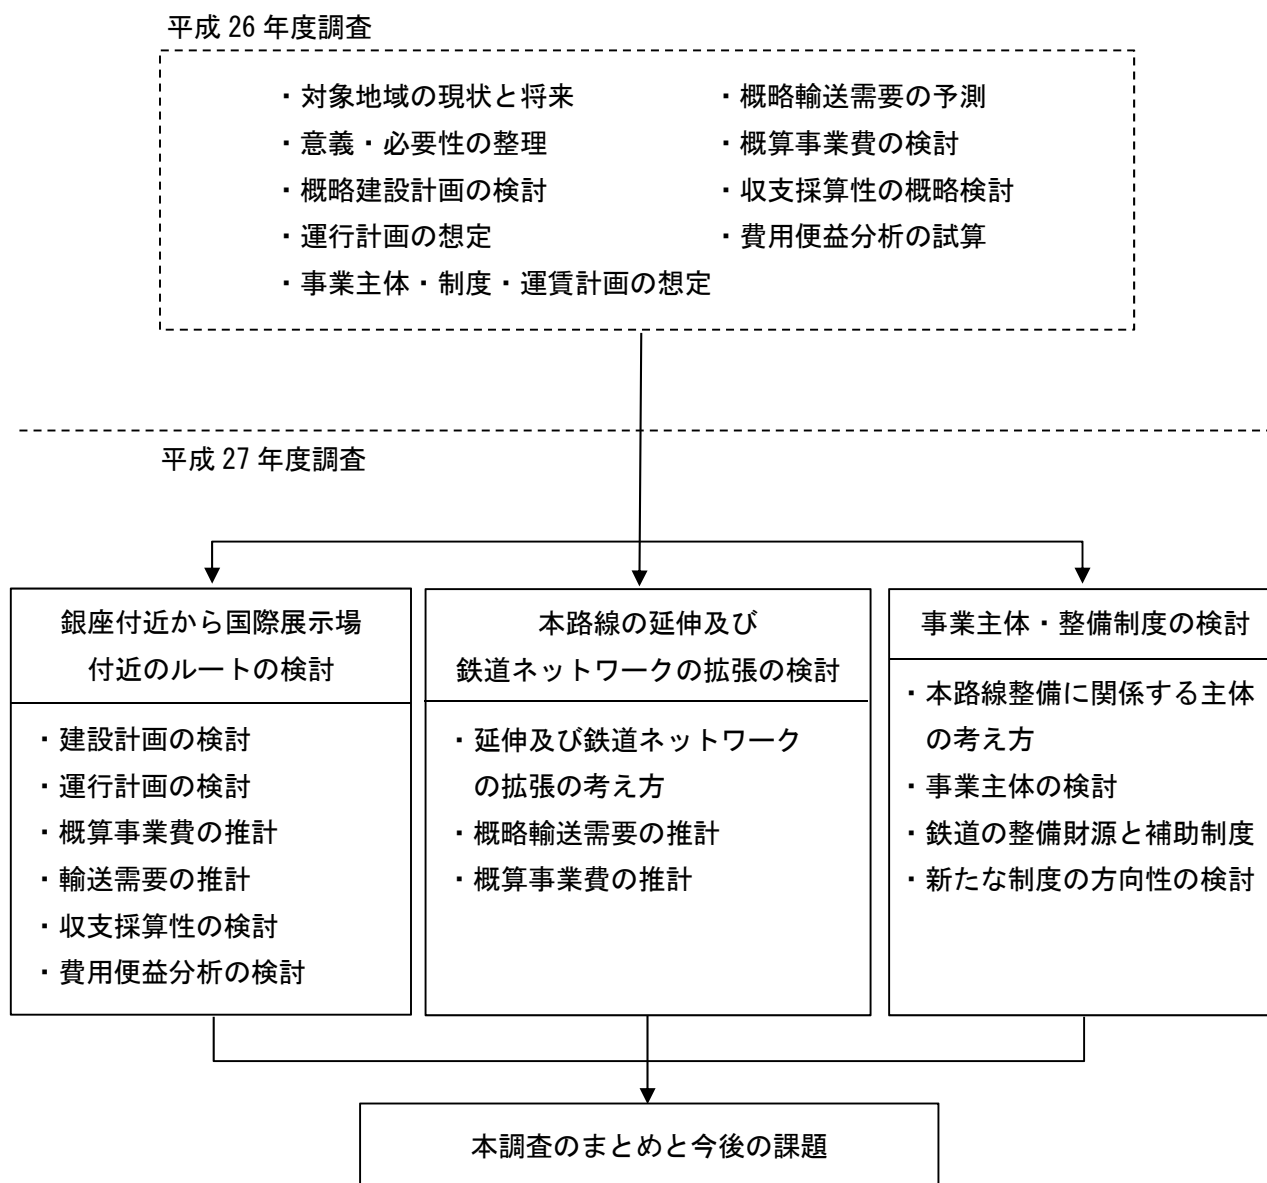 平成 26 年度調査
・対象地域の現状と将来
・意義・必要性の整理
・概略建設計画の検討
・運行計画の想定
・事業主体・制度・運賃計画の想定
・概略輸送需要の予測
・概算事業費の検討
・収支採算性の概略検討
・費用便益分析の試算
平成 27 年度調査
銀座付近から国際展示場
付近のルートの検討
・建設計画の検討
・運行計画の検討
・概算事業費の推計
・輸送需要の推計
・収支採算性の検討
・費用便益分析の検討
本路線の延伸及び
鉄道ネットワークの拡張の検討
・延伸及び鉄道ネットワーク
の拡張の考え方
・概略輸送需要の推計
・概算事業費の推計
事業主体・整備制度の検討
・本路線整備に関係する主体
の考え方
・事業主体の検討
・鉄道の整備財源と補助制度
・新たな制度の方向性の検討
本調査のまとめと今後の課題